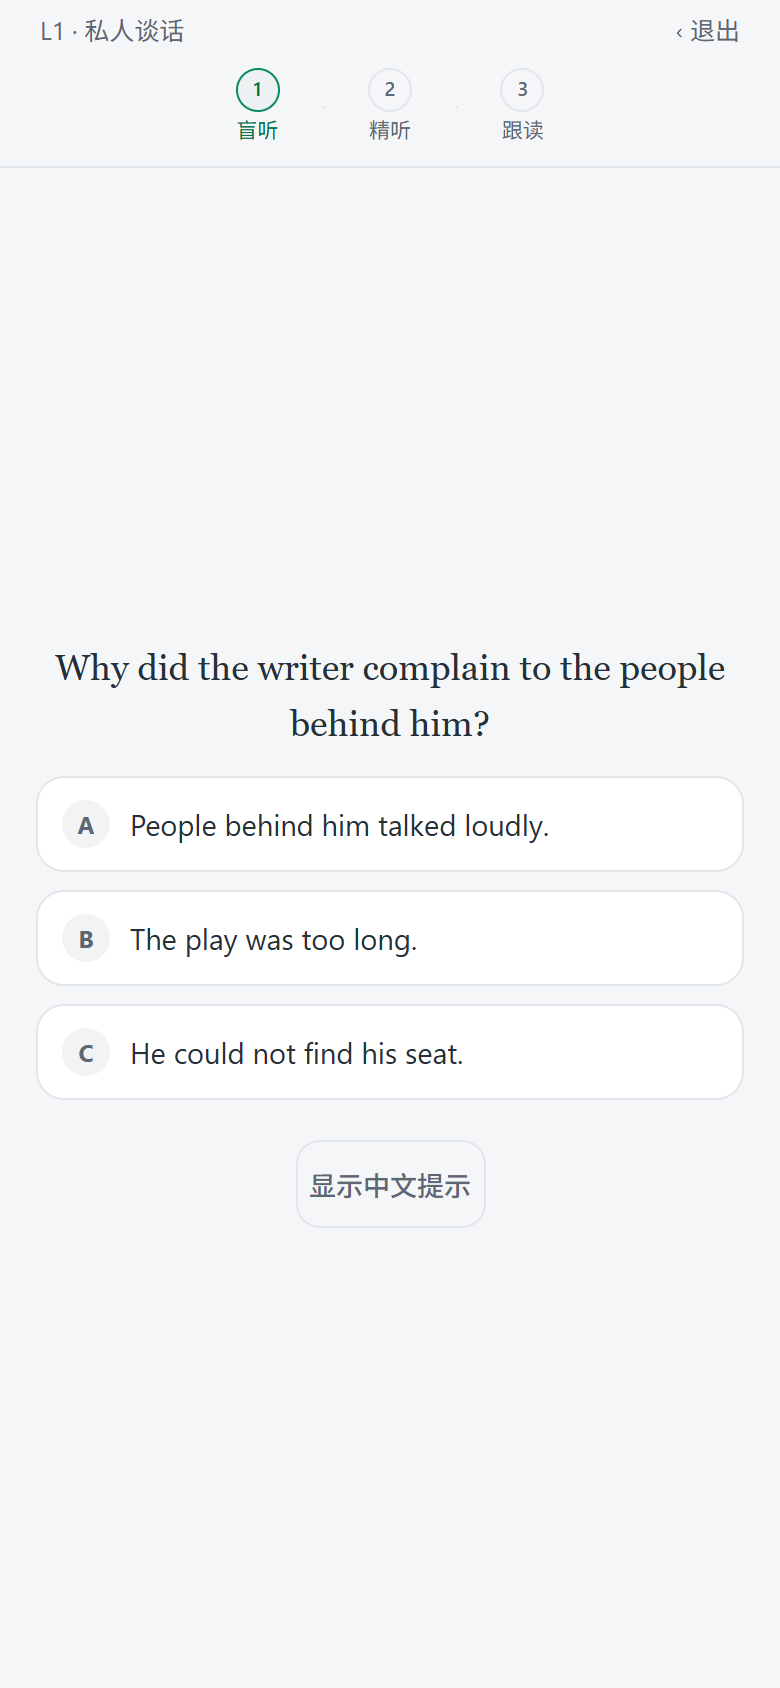 L1 · 私人谈话
‹ 退出
1
2
3
盲听
精听
跟读
Why did the writer complain to the people
behind him?
A People behind him talked loudly.
B The play was too long.
C He could not find his seat.
显示中文提示